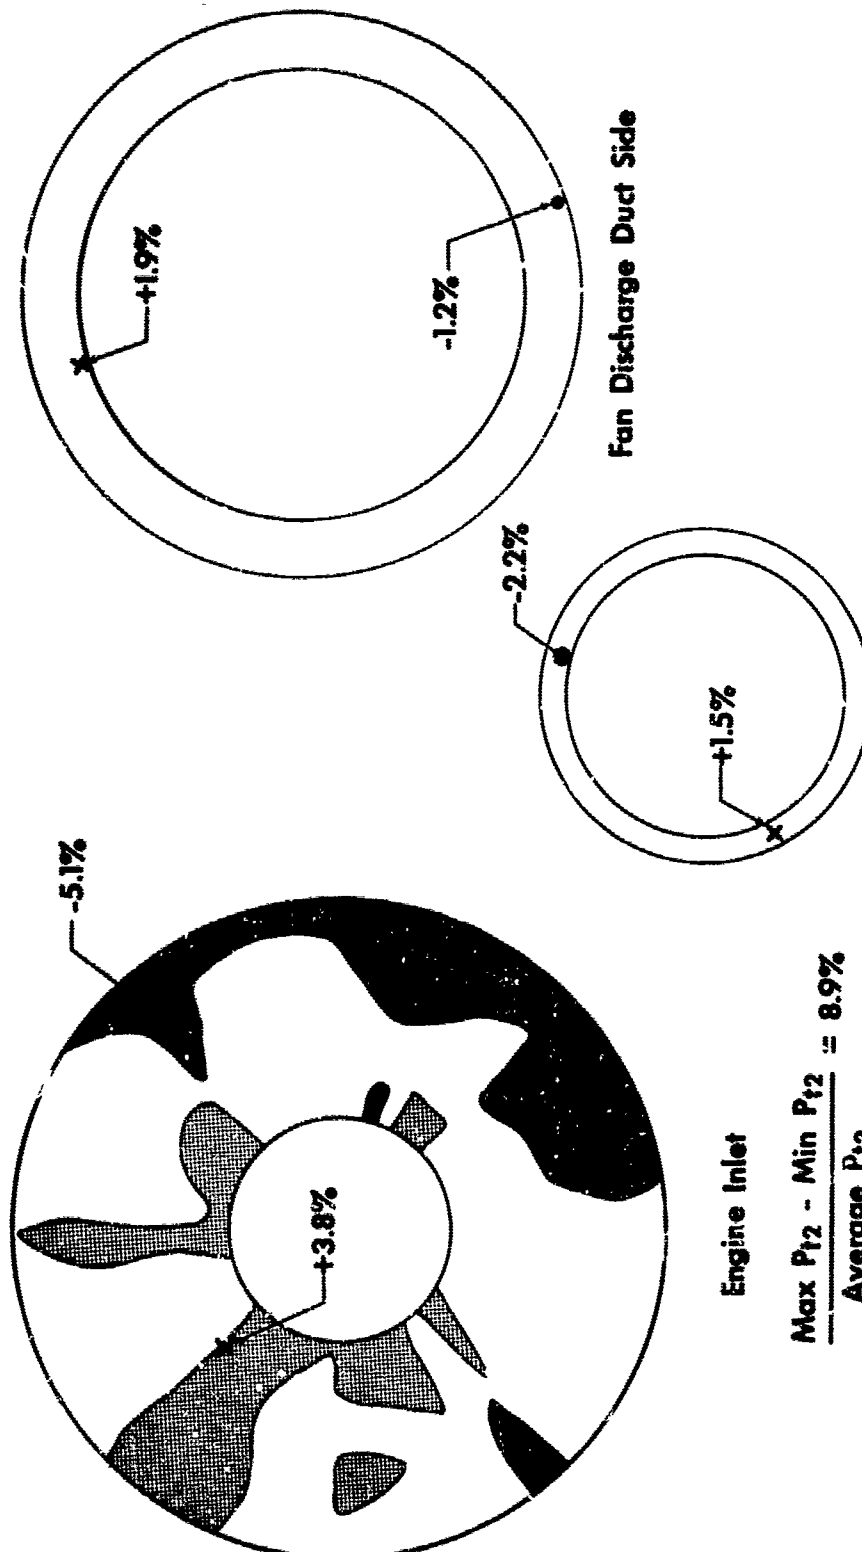 -5.1%
+3.8%
Engine Inlet
Max Pt2 - Min Pt2
= 8.9%
Average Pt2
-2.2%
+1.5%
+1.9%
-1.2%
Fan Discharge Duct Side